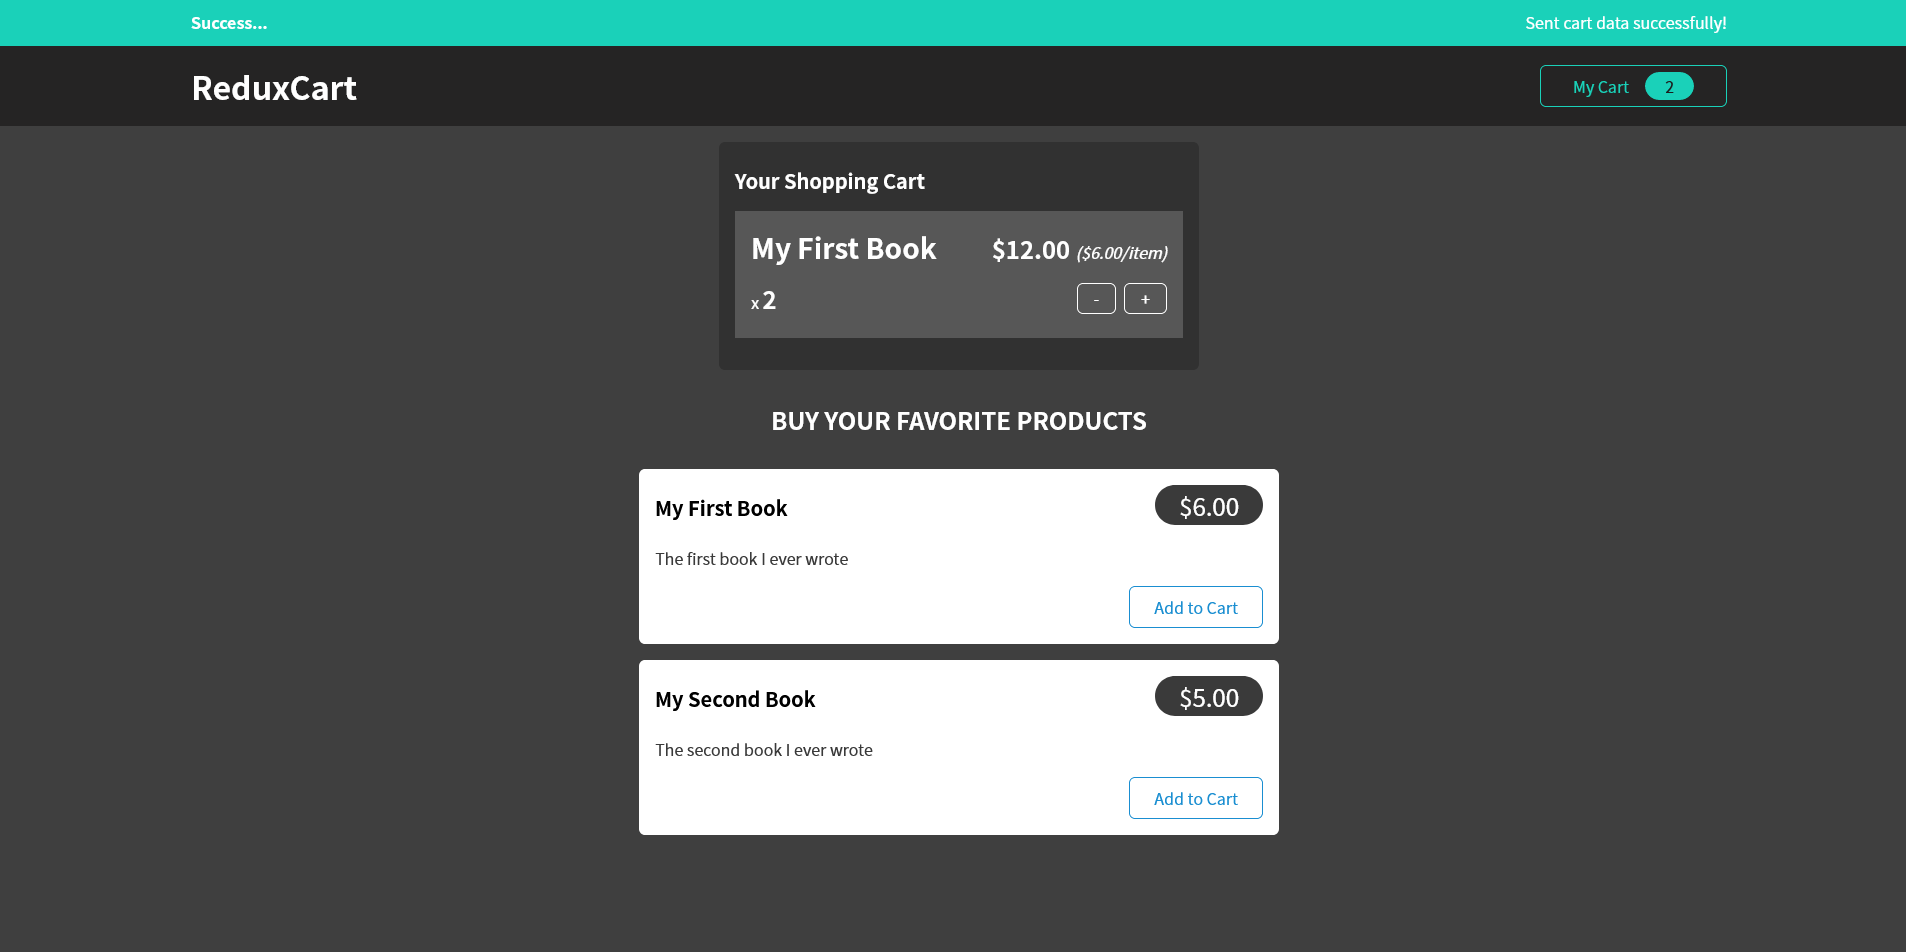 Success... Sent cart data successfully!
ReduxCart My Cart 2
Your Shopping Cart
My First Book $12.00 ($6.00/item)
x 2 - +
BUY YOUR FAVORITE PRODUCTS
My First Book $6.00
The first book I ever wrote
Add to Cart
My Second Book $5.00
The second book I ever wrote
Add to Cart